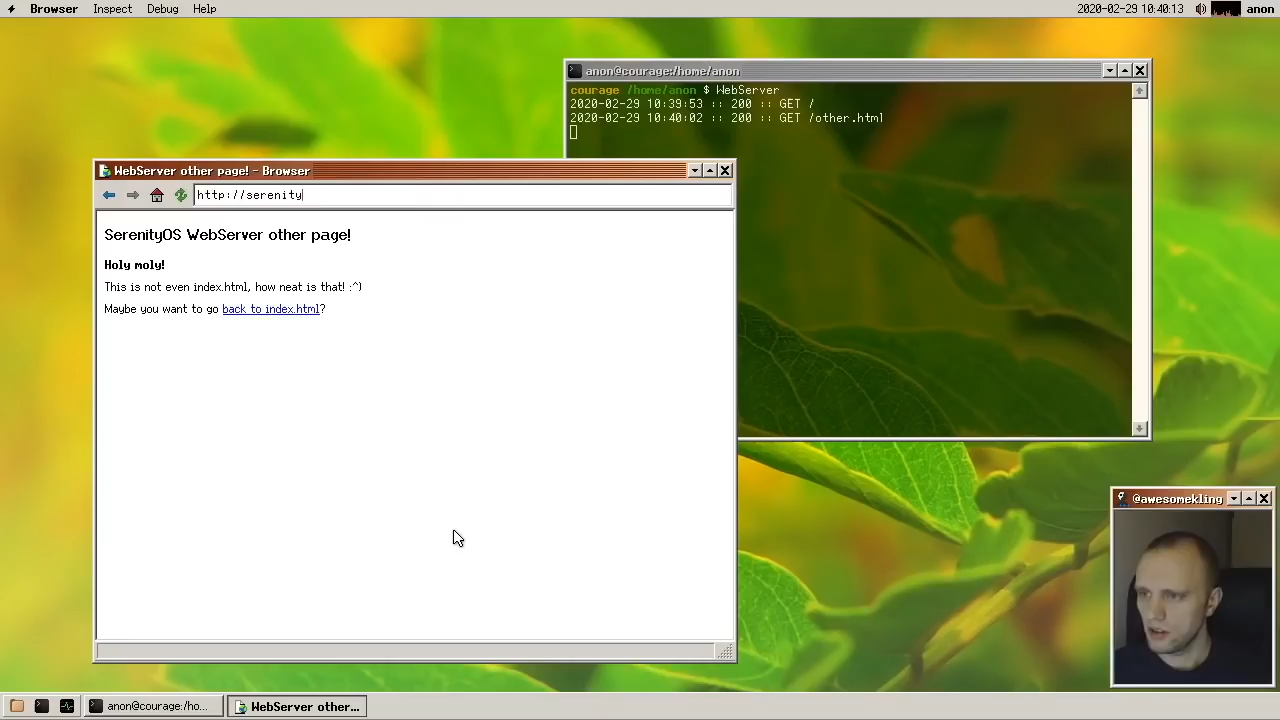 Browser Inspect Debug Help 2020-02-29 10:40:13 anon
anon@courage:/home/anon
courage /home/anon $ WebServer
2020-02-29 10:39:53 :: 200 :: GET /
2020-02-29 10:40:02 :: 200 :: GET /other.html
WebServer other page! - Browser
http://serenity
SerenityOS WebServer other page!
Holy moly!
This is not even index.html, how neat is that! :^)
Maybe you want to go back to index.html?
@awesomekling
anon@courage:/ho...
WebServer other...